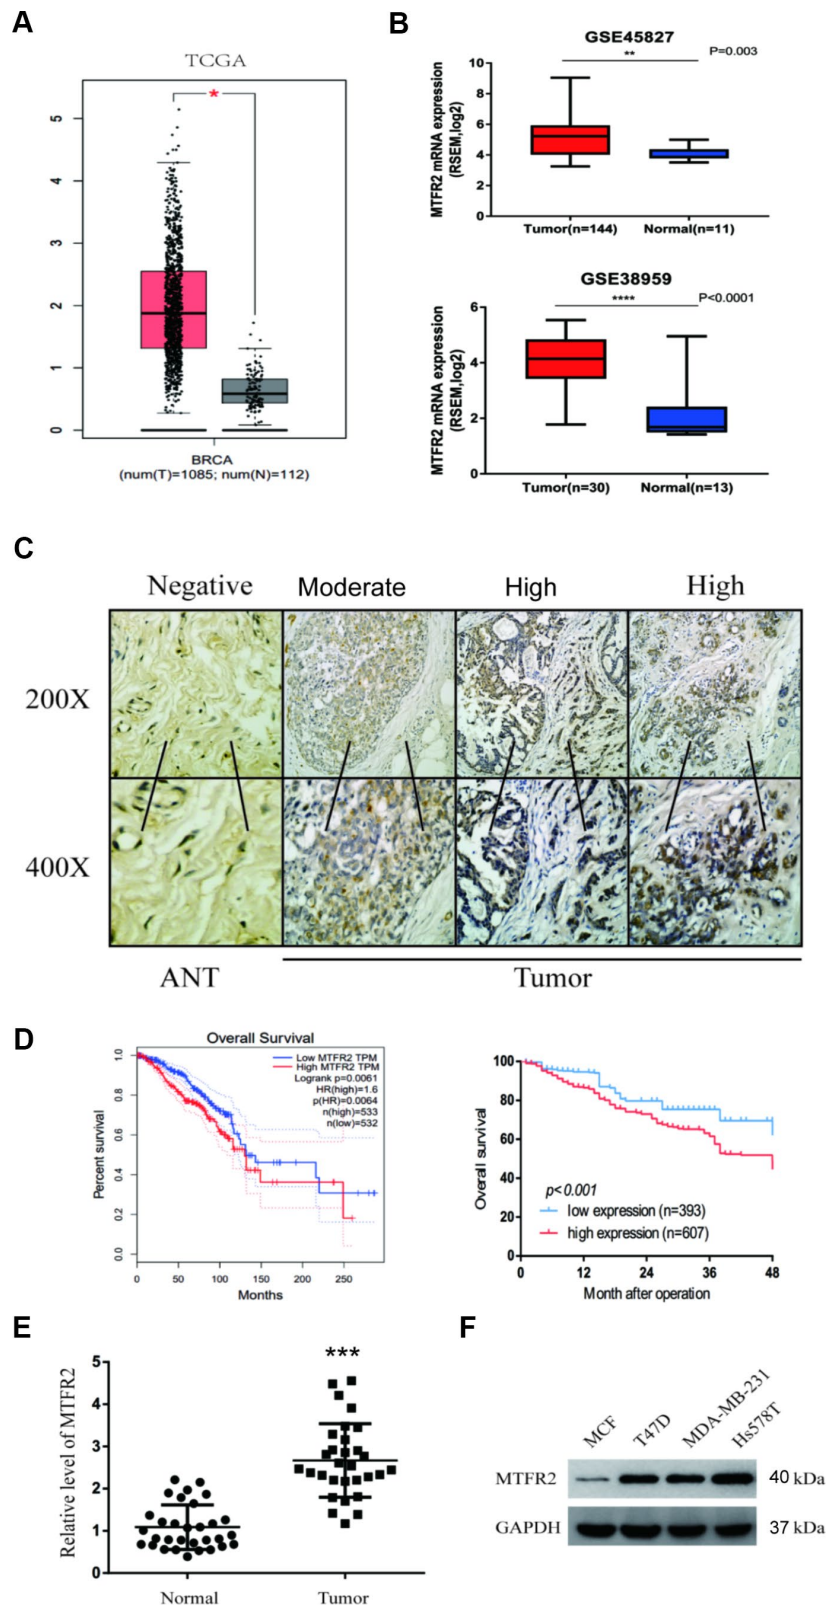 A
TCGA
*
5
4
3
2
1
0
BRCA
(num(T)=1085; num(N)=112)
B
GSE45827
** P=0.003
MTFR2 mRNA expression
(RSEM,log2)
10
8
6
4
2
0
Tumor(n=144) Normal(n=11)
GSE38959
**** P<0.0001
MTFR2 mRNA expression
(RSEM,log2)
6
4
2
0
Tumor(n=30) Normal(n=13)
C
Negative Moderate High High
200X
400X
ANT Tumor
D
Overall Survival
Low MTFR2 TPM
High MTFR2 TPM
Logrank p=0.0061
HR(high)=1.6
p(HR)=0.0064
n(high)=533
n(low)=532
Percent survival
1.0
0.8
0.6
0.4
0.2
0.0
0 50 100 150 200 250
Months
Overall survival
100
80
60
40
20
0
p<0.001
low expression (n=393)
high expression (n=607)
0 12 24 36 48
Month after operation
E
***
Relative level of MTFR2
5
4
3
2
1
0
Normal Tumor
F
MCF T47D MDA-MB-231 Hs578T
MTFR2 40 kDa
GAPDH 37 kDa